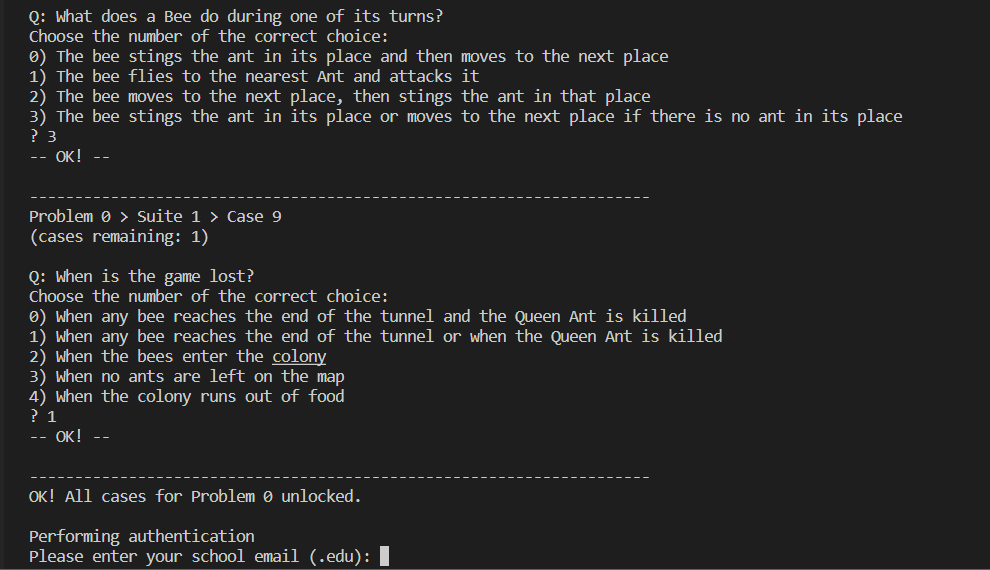 Q: What does a Bee do during one of its turns?
Choose the number of the correct choice:
0) The bee stings the ant in its place and then moves to the next place
1) The bee flies to the nearest Ant and attacks it
2) The bee moves to the next place, then stings the ant in that place
3) The bee stings the ant in its place or moves to the next place if there is no ant in its place
? 3
-- OK! --
---------------------------------------------------------------------
Problem 0 > Suite 1 > Case 9
(cases remaining: 1)
Q: When is the game lost?
Choose the number of the correct choice:
0) When any bee reaches the end of the tunnel and the Queen Ant is killed
1) When any bee reaches the end of the tunnel or when the Queen Ant is killed
2) When the bees enter the colony
3) When no ants are left on the map
4) When the colony runs out of food
? 1
-- OK! --
---------------------------------------------------------------------
OK! All cases for Problem 0 unlocked.
Performing authentication
Please enter your school email (.edu):